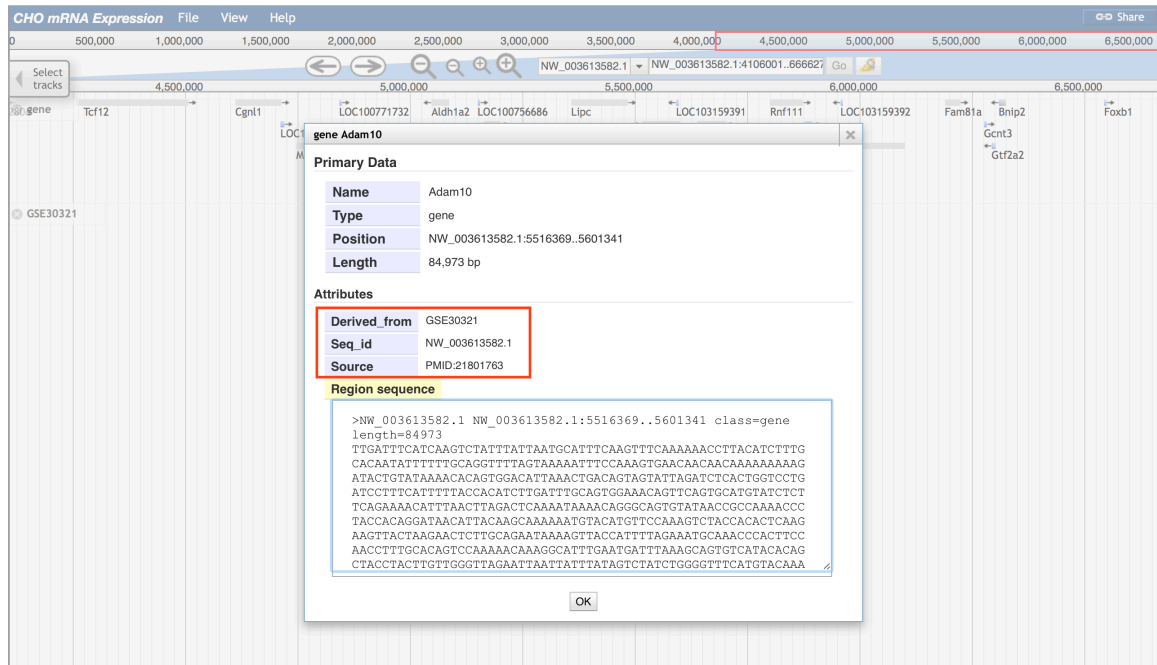 CHO mRNA Expression File View Help Share
0 500,000 1,000,000 1,500,000 2,000,000 2,500,000 3,000,000 3,500,000 4,000,000 4,500,000 5,000,000 5,500,000 6,000,000 6,500,000
Select
tracks
NW_003613582.1 NW_003613582.1:4106001..666627 Go
4,500,000 5,000,000 5,500,000 6,000,000 6,500,000
gene Tcf12 Cgnl1 LOC100771732 Aldh1a2 LOC100756686 Lipc LOC103159391 Rnf111 LOC103159392 Fam81a Bnip2 Foxb1
LOC1 Gcnt3
M Gtf2a2
GSE30321
gene Adam10
Primary Data
Name Adam10
Type gene
Position NW_003613582.1:5516369..5601341
Length 84,973 bp
Attributes
Derived_from GSE30321
Seq_id NW_003613582.1
Source PMID:21801763
Region sequence
>NW_003613582.1 NW_003613582.1:5516369..5601341 class=gene
length=84973
TTGATTTCATCAAGTCTATTTATTAATGCATTTCAAGTTTCAAAAAACCTTACATCTTTG
CACAATATTTTTTGCAGGTTTTAGTAAAAATTTCCAAAGTGAACAACAACAAAAAAAAAG
ATACTGTATAAAACACAGTGGACATTAAACTGACAGTAGTATTAGATCTCACTGGTCCTG
ATCCTTTCATTTTTACCACATCTTGATTTGCAGTGGAAACAGTTCAGTGCATGTATCTCT
TCAGAAAACATTTAACTTAGACTCAAAATAAAACAGGGCAGTGTATAACCGCCAAAACCC
TACCACAGGATAACATTACAAGCAAAAAATGTACATGTTCCAAAGTCTACCACACTCAAG
AAGTTACTAAGAACTCTTGCAGAATAAAAGTTACCATTTTAGAAATGCAAACCCACTTCC
AACCTTTGCACAGTCCAAAAACAAAGGCATTTGAATGATTTAAAGCAGTGTCATACACAG
CTACCTACTTGTTGGGTTAGAATTAATTATTTATAGTCTATCTGGGGTTTCATGTACAAA
OK